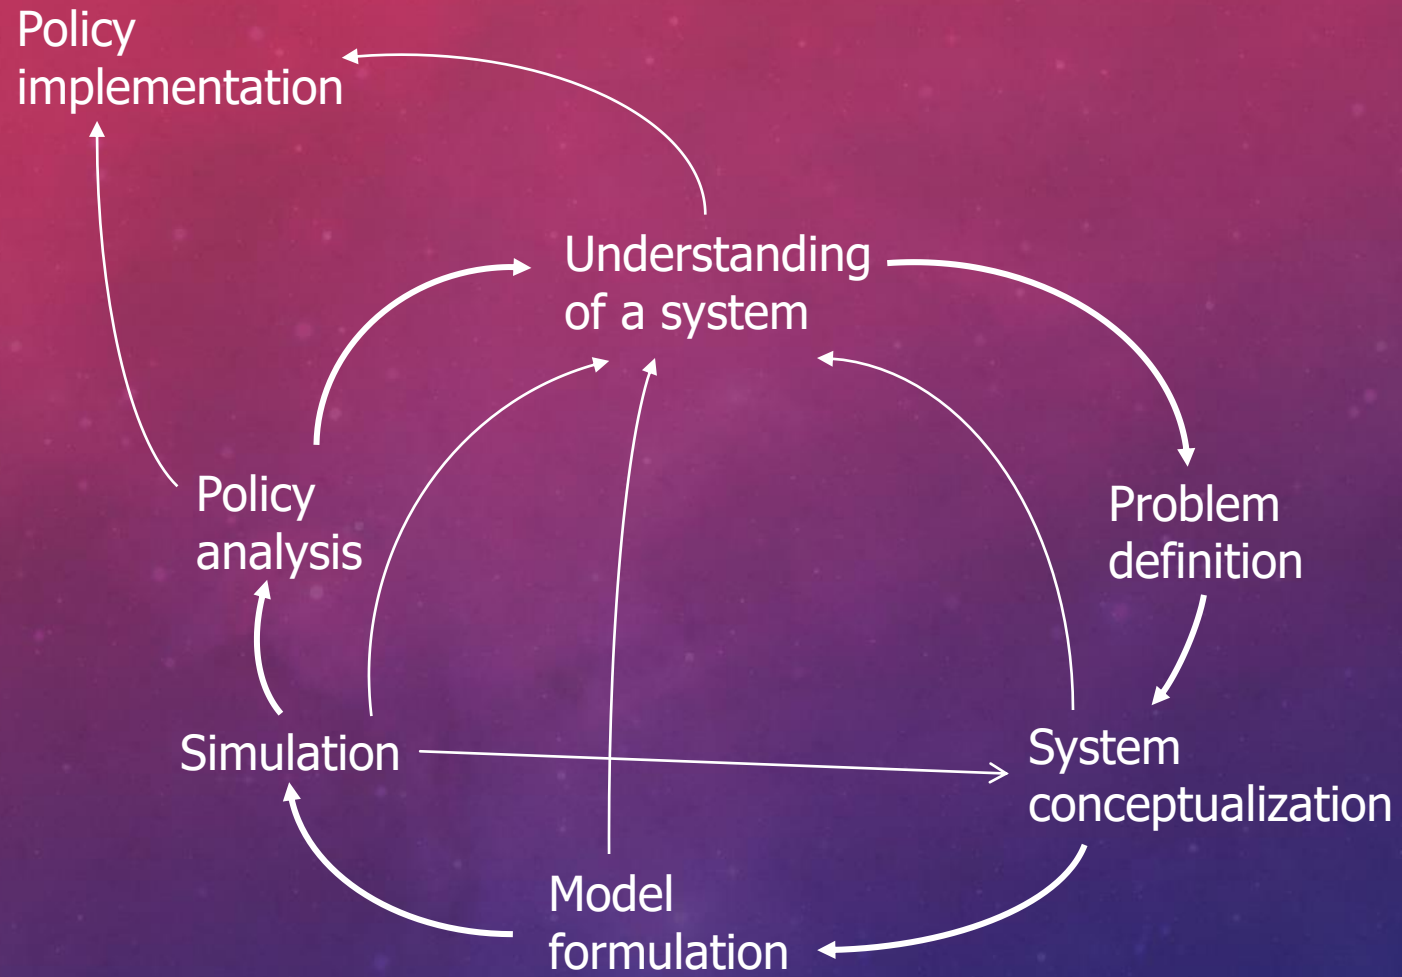 Policy
implementation
Understanding
of a system
Policy
analysis
Problem
definition
Simulation
System
conceptualization
Model
formulation